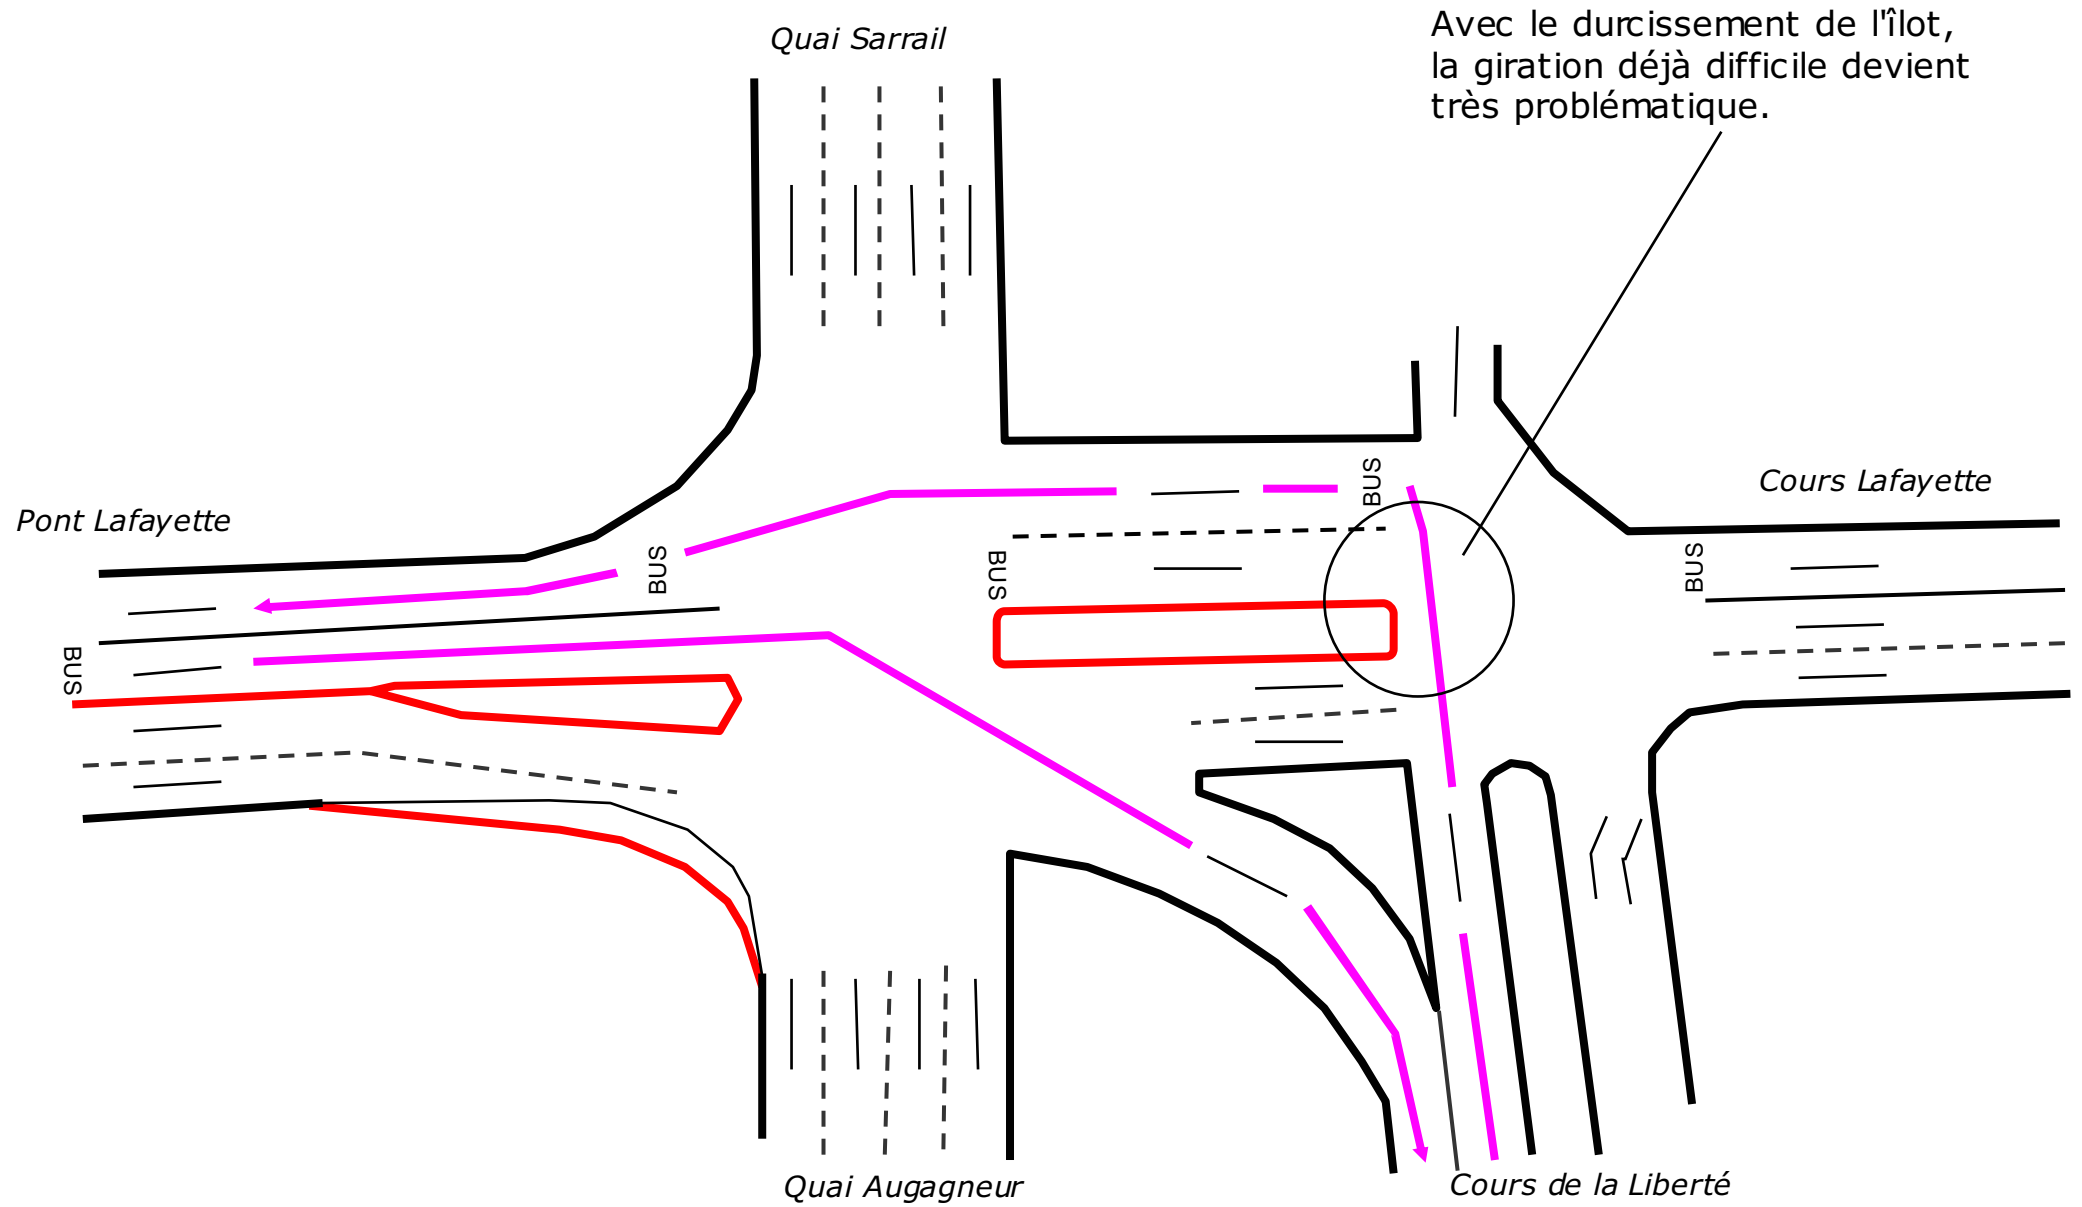 Avec le durcissement de l'îlot,
la giration déjà difficile devient
très problématique.
Quai Sarrail
BUS
Cours Lafayette
Pont Lafayette
BUS
BUS
BUS
BUS
Quai Augagneur
Cours de la Liberté